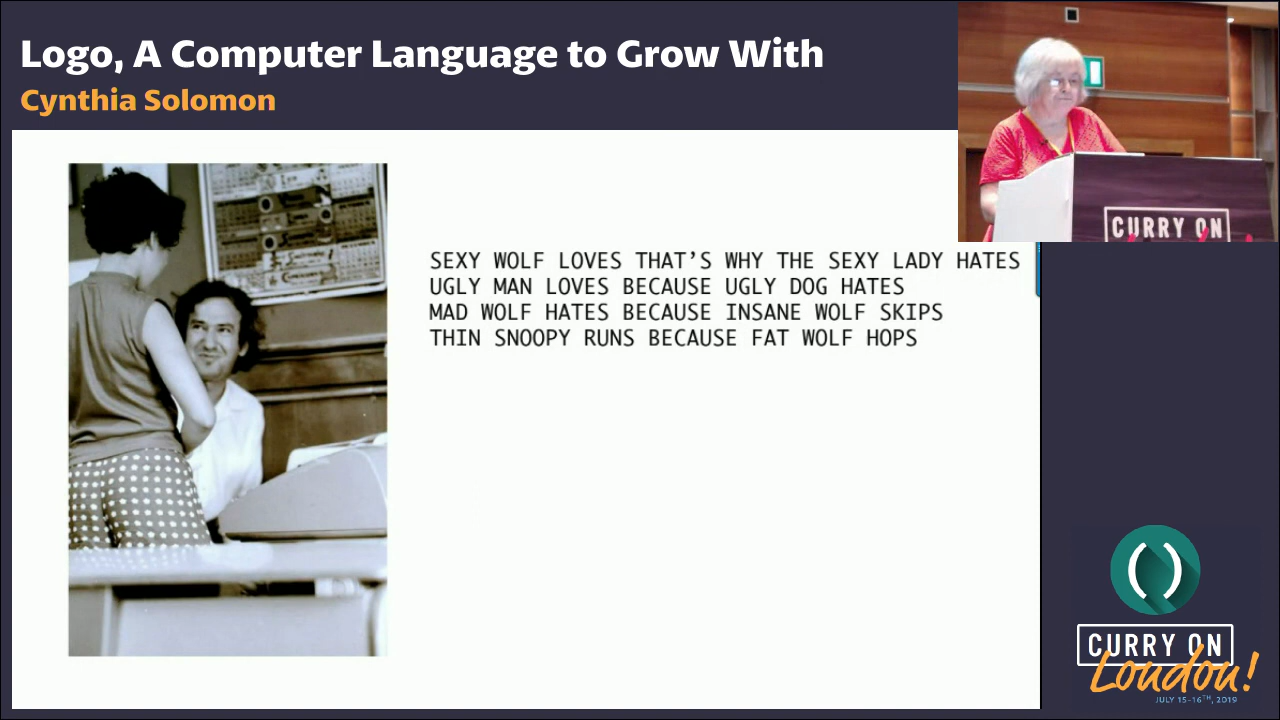 Logo, A Computer Language to Grow With
Cynthia Solomon
CURRY ON
SEXY WOLF LOVES THAT'S WHY THE SEXY LADY HATES
UGLY MAN LOVES BECAUSE UGLY DOG HATES
MAD WOLF HATES BECAUSE INSANE WOLF SKIPS
THIN SNOOPY RUNS BECAUSE FAT WOLF HOPS
( )
CURRY ON
London!
JULY 15-16TH, 2019